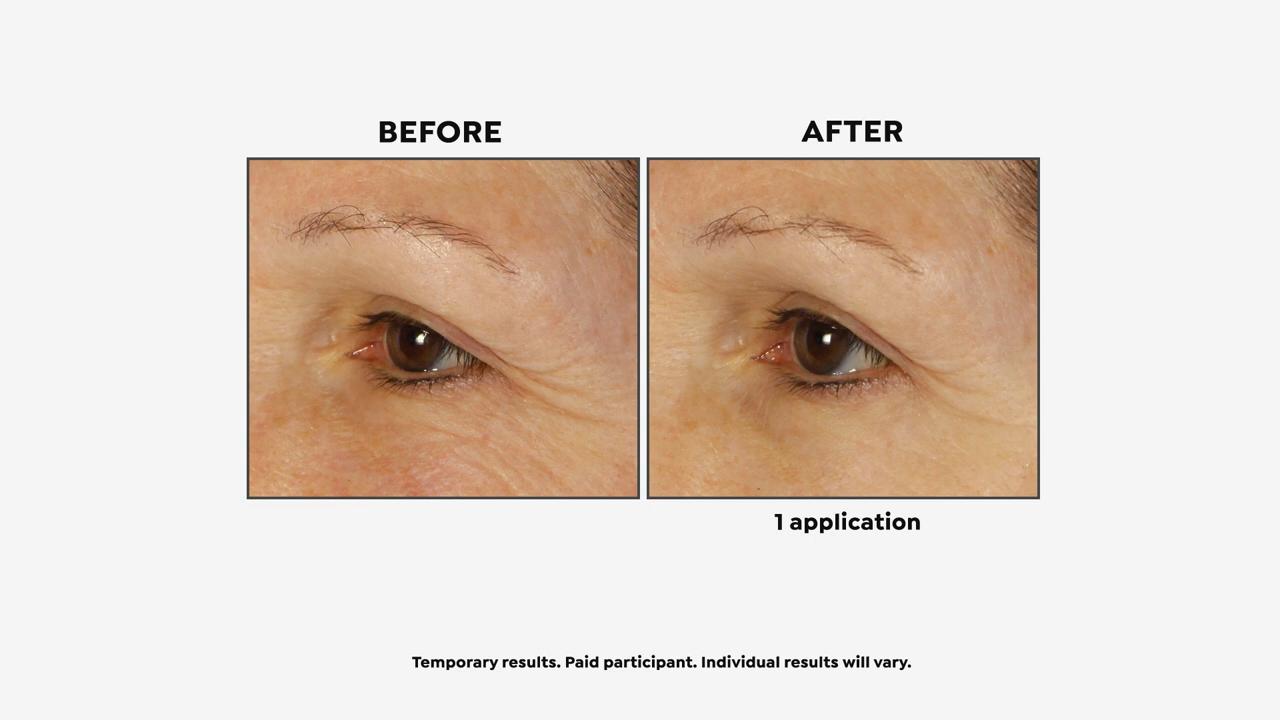 BEFORE
AFTER
1 application
Temporary results. Paid participant. Individual results will vary.